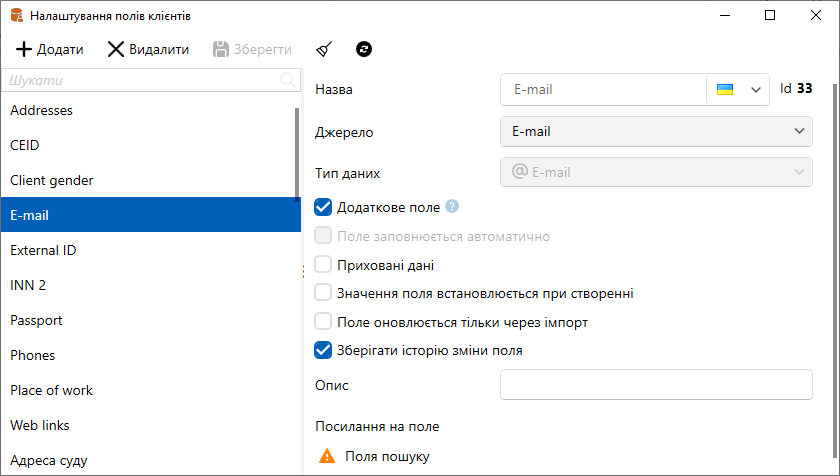 Налаштування полів клієнтів
Додати Видалити Зберегти
Шукати
Addresses
CEID
Client gender
E-mail
External ID
INN 2
Passport
Phones
Place of work
Web links
Адреса суду
Назва E-mail Id 33
Джерело E-mail
Тип даних @ E-mail
Додаткове поле ?
Поле заповнюється автоматично
Приховані дані
Значення поля встановлюється при створенні
Поле оновлюється тільки через імпорт
Зберігати історію зміни поля
Опис
Посилання на поле
Поля пошуку